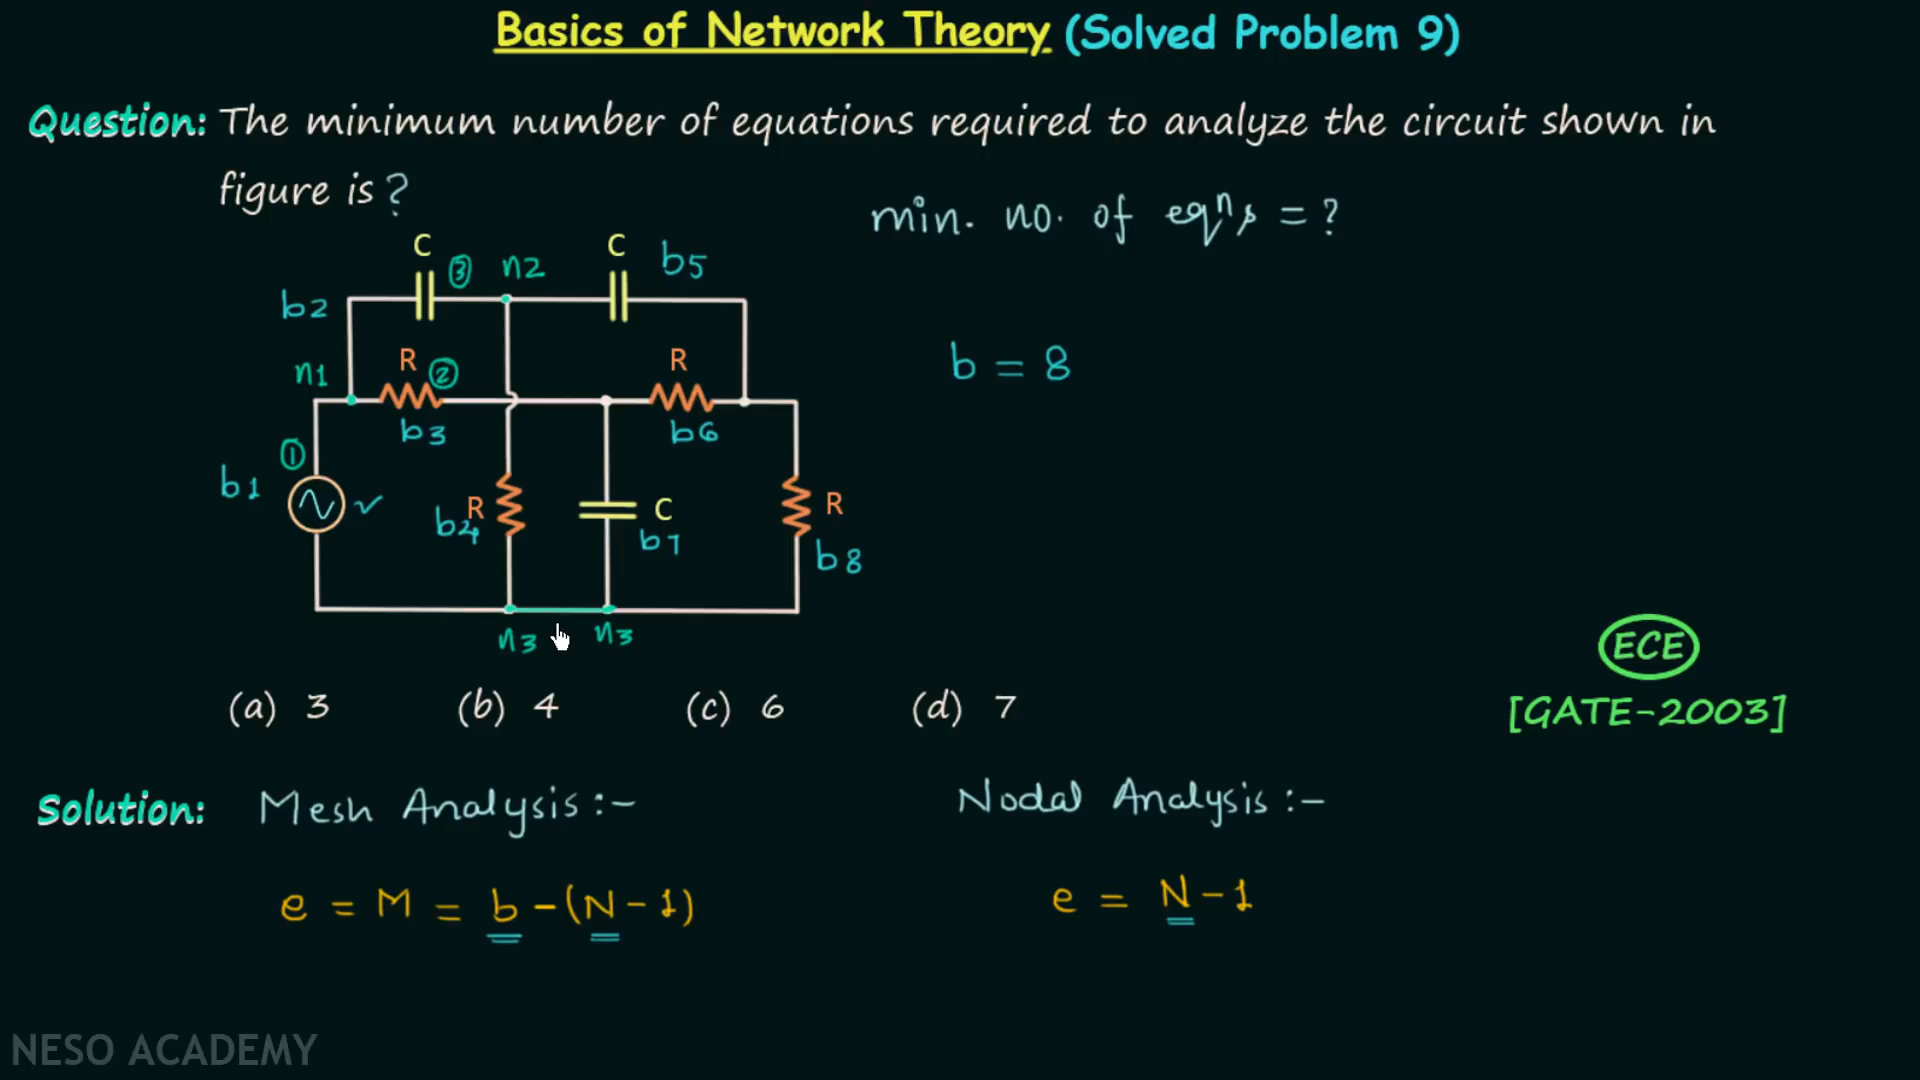 Basics of Network Theory (Solved Problem 9)
Question: The minimum number of equations required to analyze the circuit shown in
figure is ?
min. no. of eqⁿs = ?
C ③ n2 C b5
b2
n1 R ② R
b3 b6
b = 8
① b1
R b4
C b7
R b8
n3 n3
ECE
[GATE-2003]
(a) 3 (b) 4 (c) 6 (d) 7
Solution: Mesh Analysis :- Nodal Analysis :-
e = M = b - (N - 1) e = N - 1
NESO ACADEMY